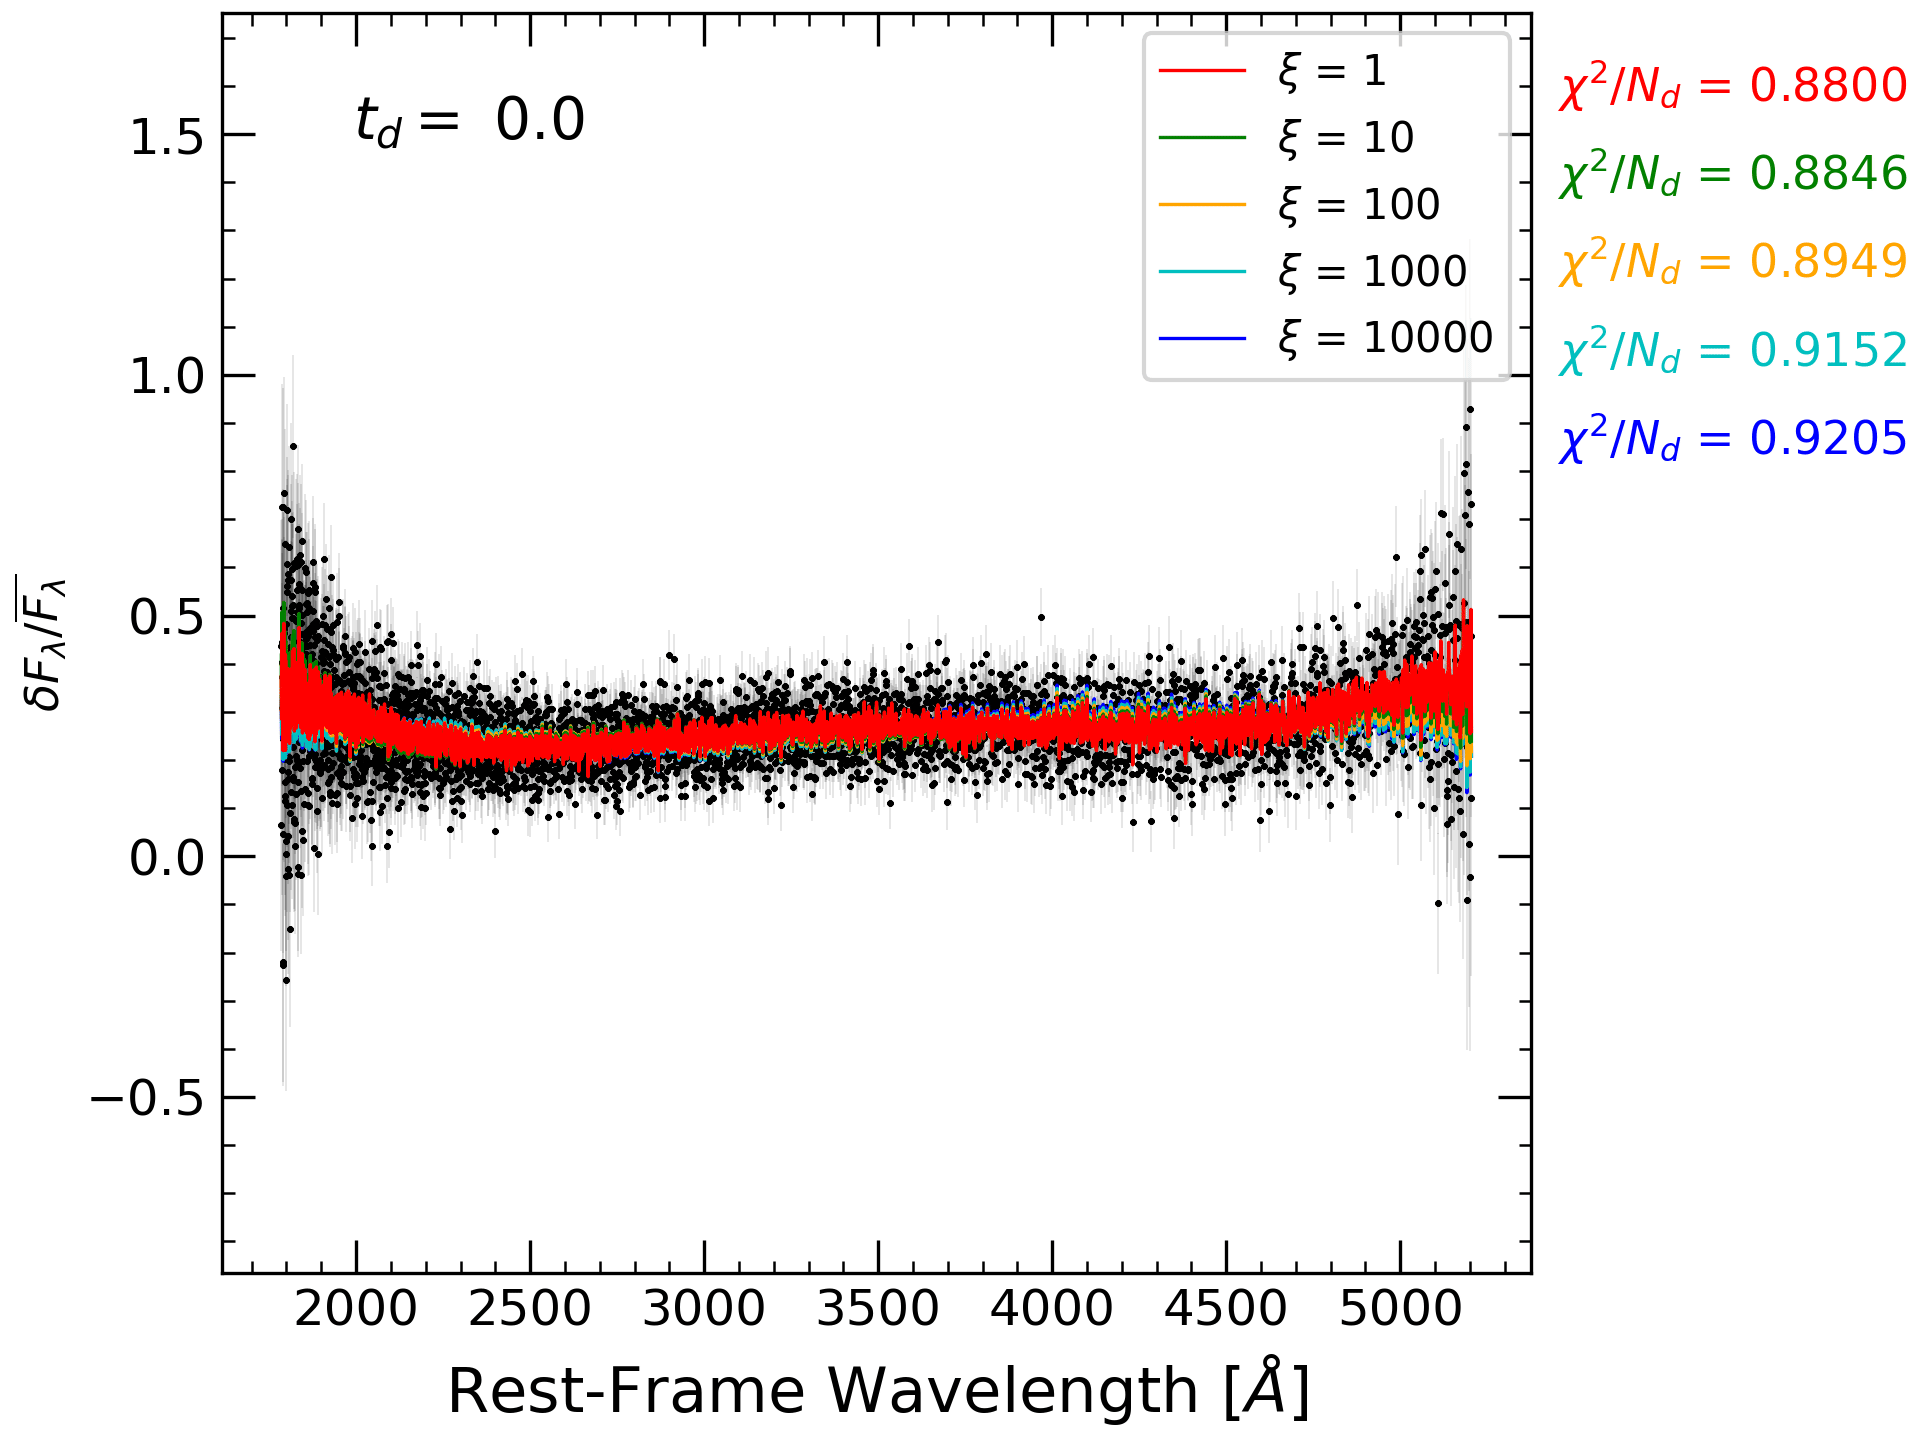 t_d = 0.0
ξ = 1
ξ = 10
ξ = 100
ξ = 1000
ξ = 10000
χ²/N_d = 0.8800
χ²/N_d = 0.8846
χ²/N_d = 0.8949
χ²/N_d = 0.9152
χ²/N_d = 0.9205
1.5
1.0
0.5
0.0
−0.5
δF_λ/F̅_λ
2000 2500 3000 3500 4000 4500 5000
Rest-Frame Wavelength [Å]